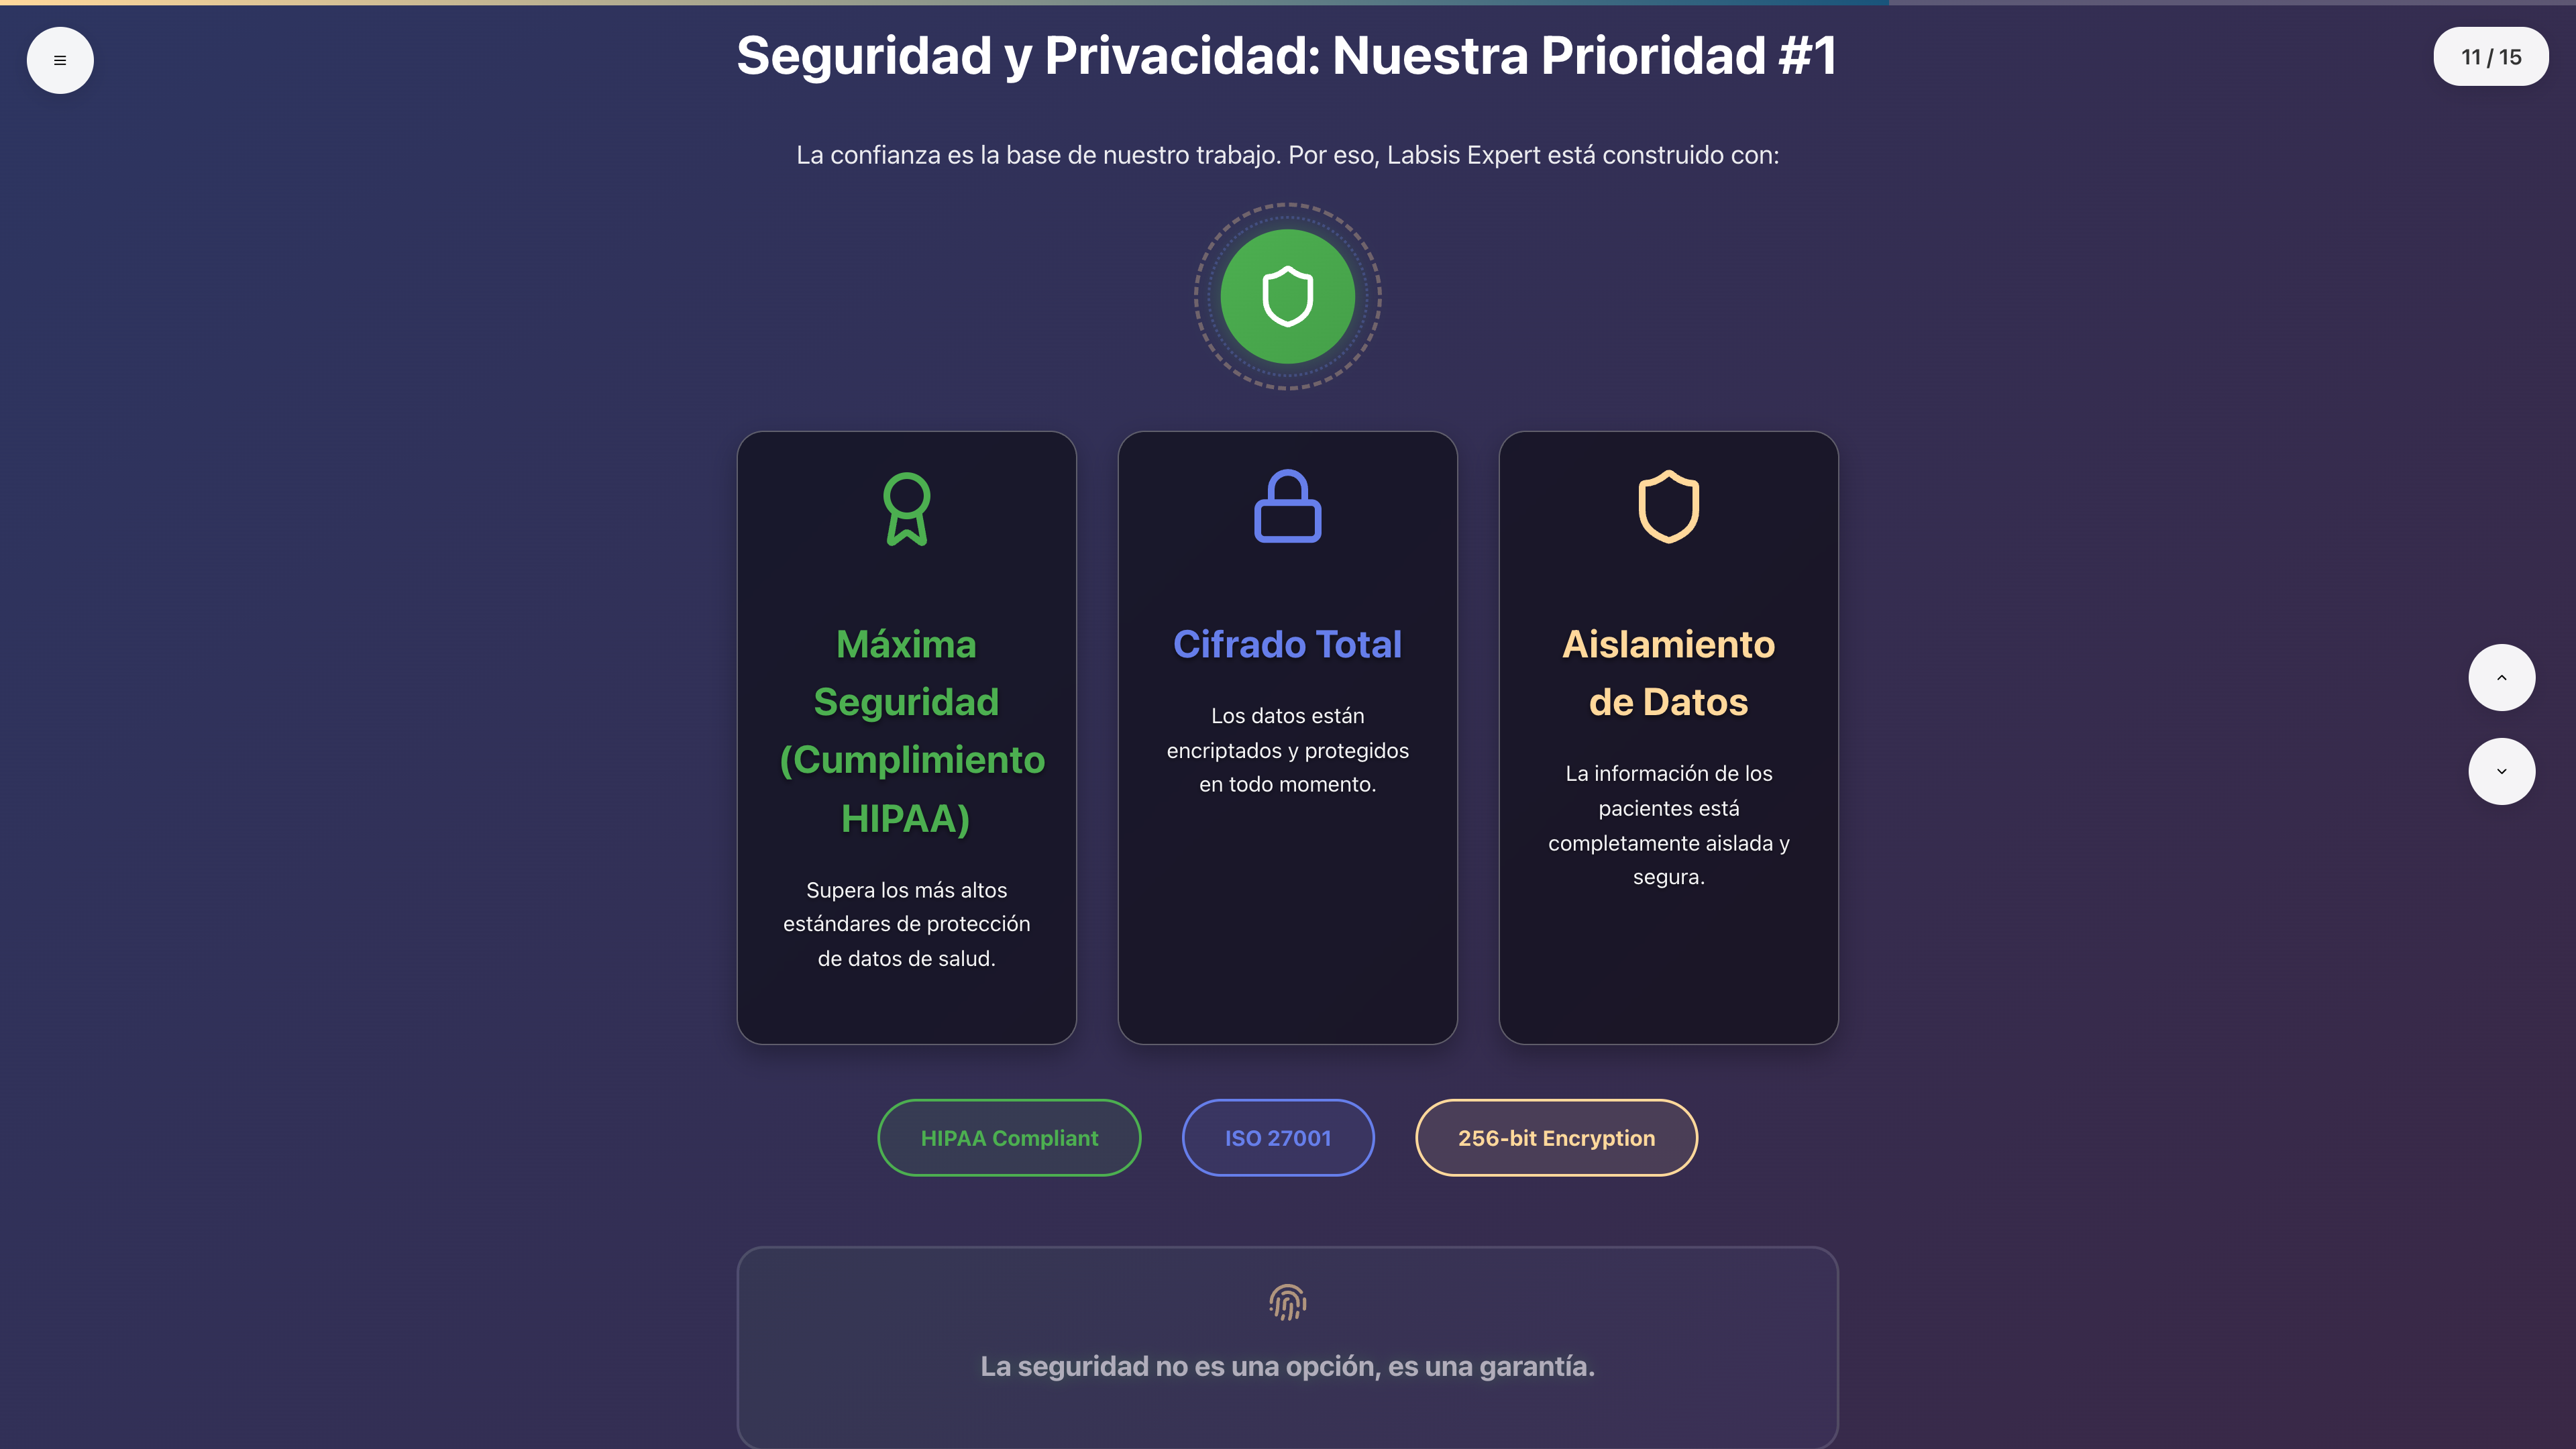 Seguridad y Privacidad: Nuestra Prioridad #1
11 / 15
La confianza es la base de nuestro trabajo. Por eso, Labsis Expert está construido con:
Máxima
Seguridad
(Cumplimiento
HIPAA)
Supera los más altos
estándares de protección
de datos de salud.
Cifrado Total
Los datos están
encriptados y protegidos
en todo momento.
Aislamiento
de Datos
La información de los
pacientes está
completamente aislada y
segura.
HIPAA Compliant
ISO 27001
256-bit Encryption
La seguridad no es una opción, es una garantía.